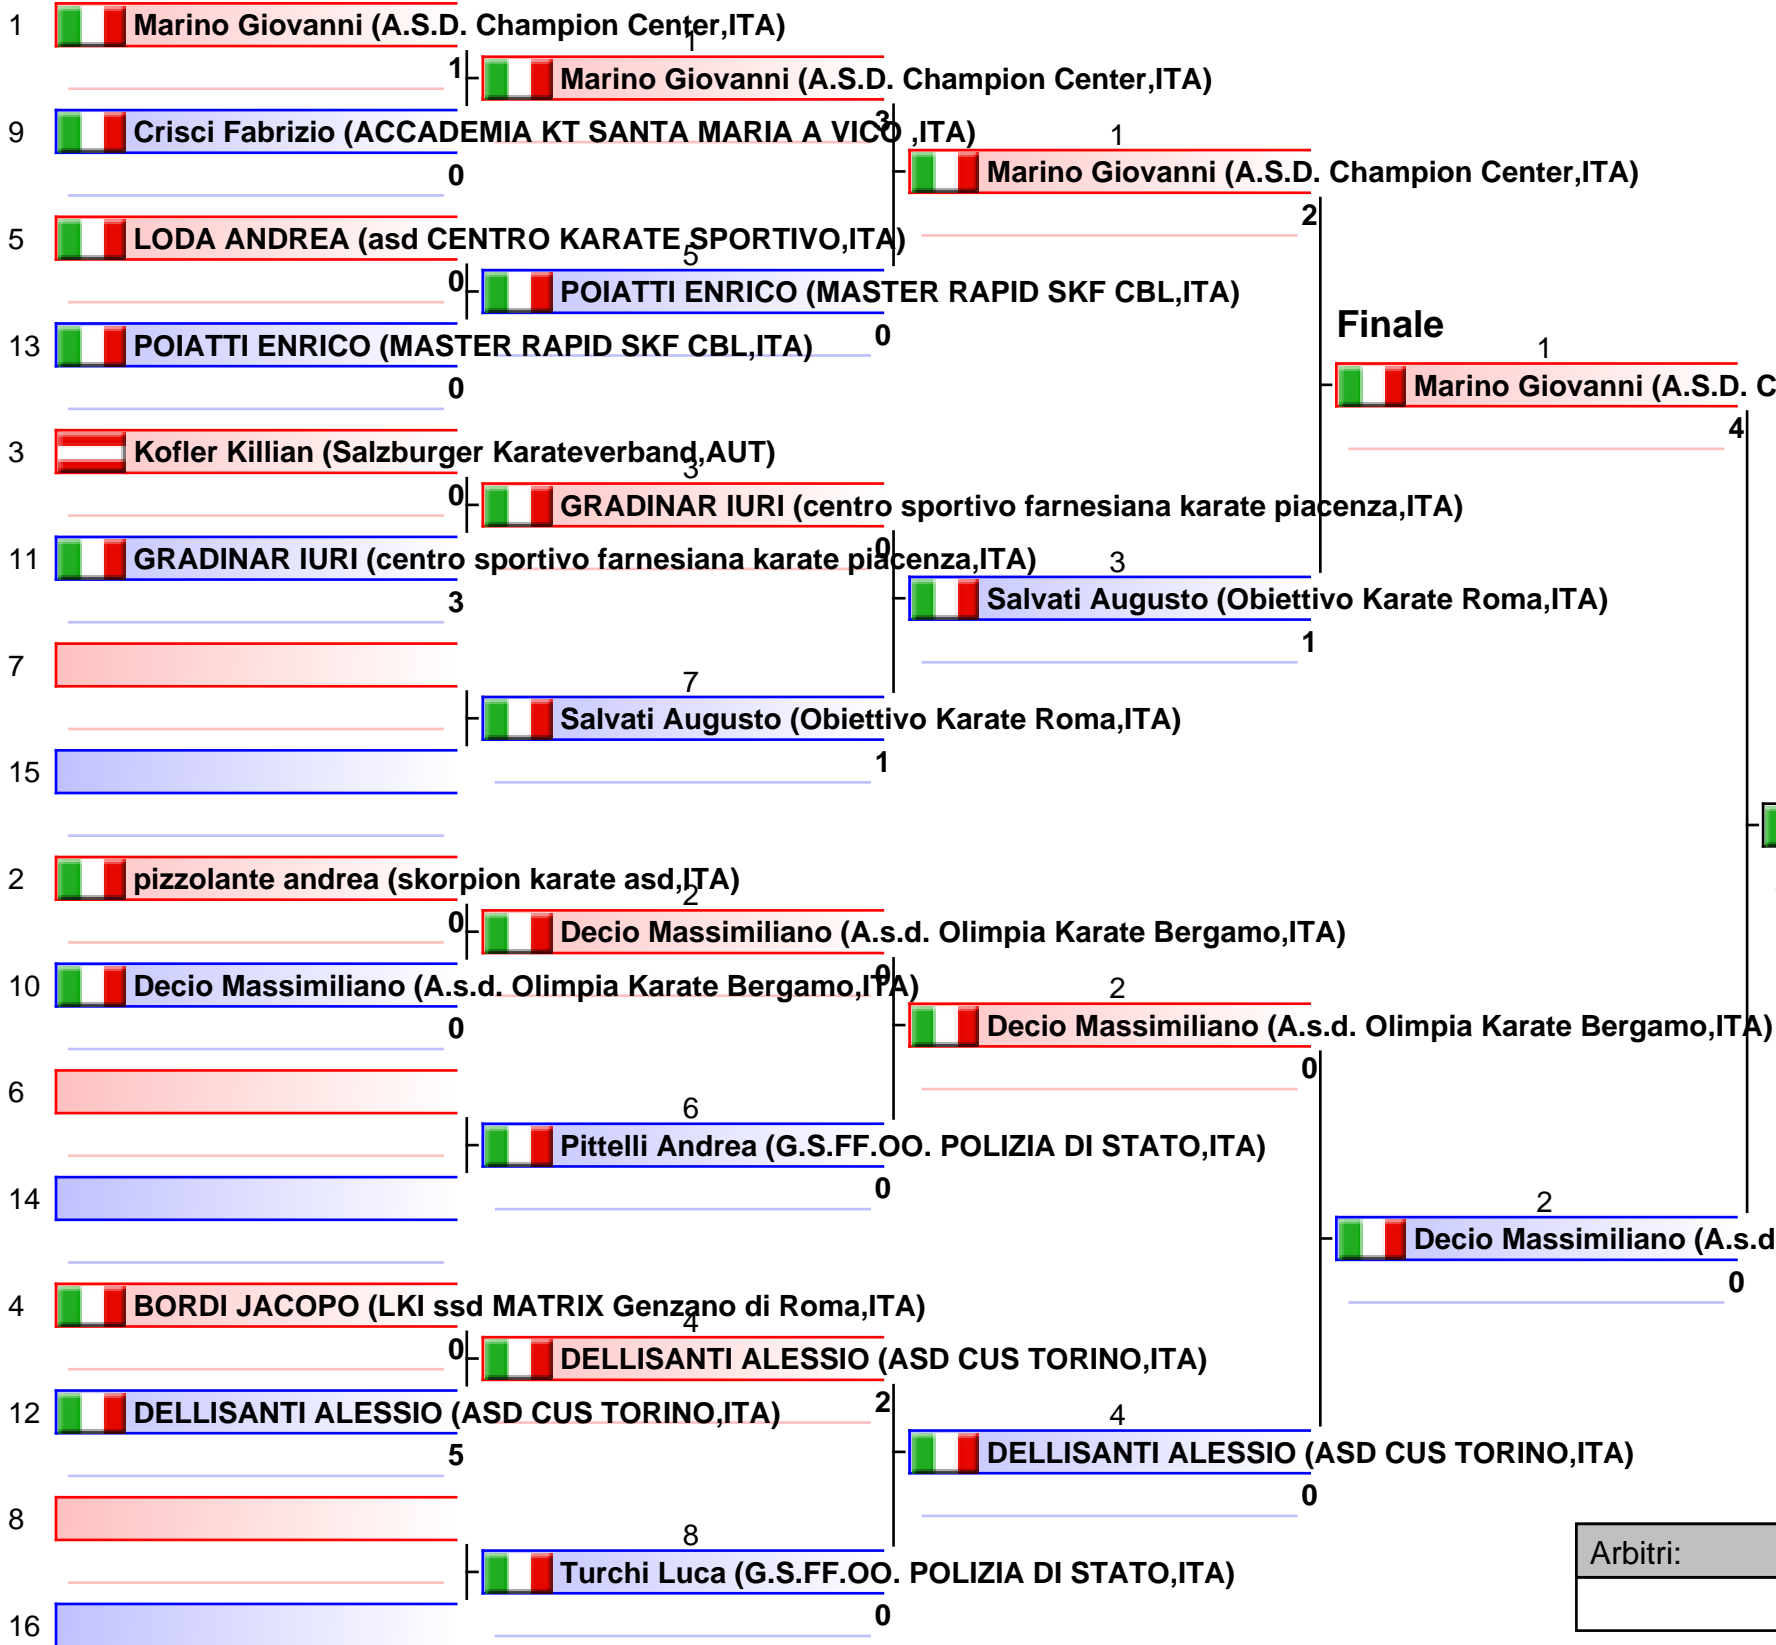 1 Marino Giovanni (A.S.D. Champion Center,ITA)
1
1 Marino Giovanni (A.S.D. Champion Center,ITA)
9 Crisci Fabrizio (ACCADEMIA KT SANTA MARIA A VICO ,ITA)
3
1
0
Marino Giovanni (A.S.D. Champion Center,ITA)
2
5 LODA ANDREA (asd CENTRO KARATE SPORTIVO,ITA)
5
0 POIATTI ENRICO (MASTER RAPID SKF CBL,ITA)
0
13 POIATTI ENRICO (MASTER RAPID SKF CBL,ITA)
0
Finale
1
Marino Giovanni (A.S.D. C
4
3 Kofler Killian (Salzburger Karateverband,AUT)
3
0 GRADINAR IURI (centro sportivo farnesiana karate piacenza,ITA)
0
11 GRADINAR IURI (centro sportivo farnesiana karate piacenza,ITA)
3
3
Salvati Augusto (Obiettivo Karate Roma,ITA)
1
7
7
Salvati Augusto (Obiettivo Karate Roma,ITA)
1
15
2 pizzolante andrea (skorpion karate asd,ITA)
2
0 Decio Massimiliano (A.s.d. Olimpia Karate Bergamo,ITA)
0
10 Decio Massimiliano (A.s.d. Olimpia Karate Bergamo,ITA)
0
2
Decio Massimiliano (A.s.d. Olimpia Karate Bergamo,ITA)
0
6
6
Pittelli Andrea (G.S.FF.OO. POLIZIA DI STATO,ITA)
0
14
2
Decio Massimiliano (A.s.d
0
4 BORDI JACOPO (LKI ssd MATRIX Genzano di Roma,ITA)
4
0 DELLISANTI ALESSIO (ASD CUS TORINO,ITA)
2
12 DELLISANTI ALESSIO (ASD CUS TORINO,ITA)
5
4
DELLISANTI ALESSIO (ASD CUS TORINO,ITA)
0
8
8
Turchi Luca (G.S.FF.OO. POLIZIA DI STATO,ITA)
0
16
Arbitri: